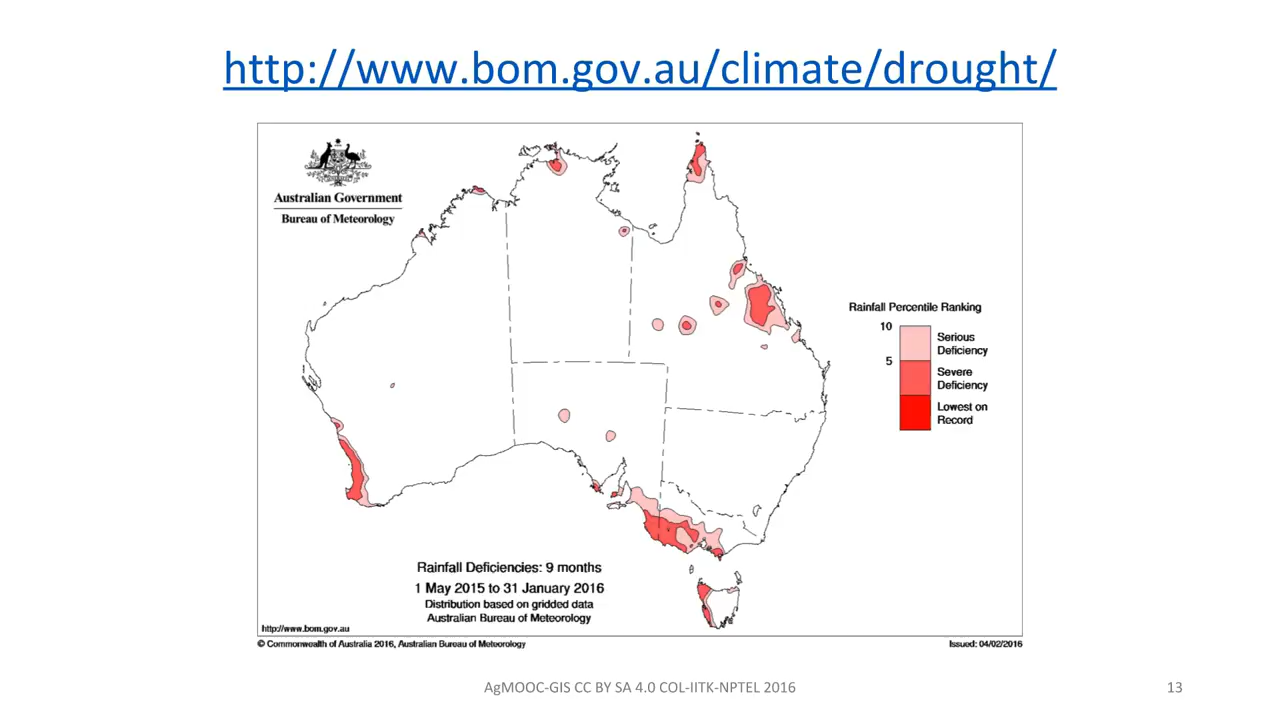 http://www.bom.gov.au/climate/drought/
Australian Government
Bureau of Meteorology
Rainfall Percentile Ranking
10
Serious
Deficiency
5
Severe
Deficiency
Lowest on
Record
Rainfall Deficiencies: 9 months
1 May 2015 to 31 January 2016
Distribution based on gridded data
Australian Bureau of Meteorology
http://www.bom.gov.au
© Commonwealth of Australia 2016, Australian Bureau of Meteorology
Issued: 04/02/2016
AgMOOC-GIS CC BY SA 4.0 COL-IITK-NPTEL 2016
13